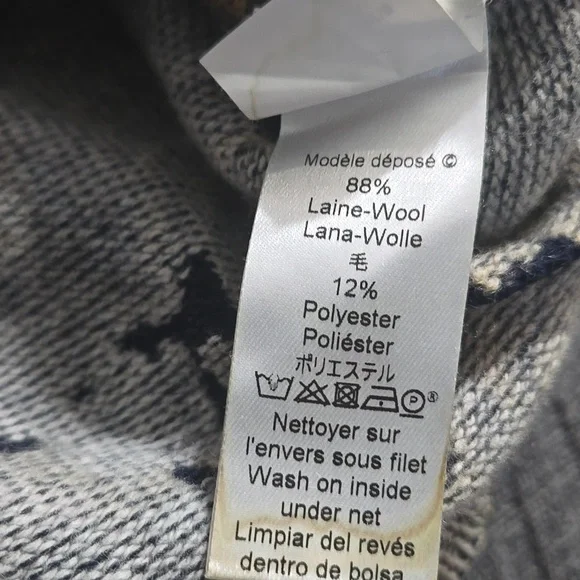 Modèle déposé ©
88%
Laine-Wool
Lana-Wolle
毛
12%
Polyester
Poliéster
ポリエステル
P ®
Nettoyer sur
l'envers sous filet
Wash on inside
under net
Limpiar del revés
dentro de bolsa